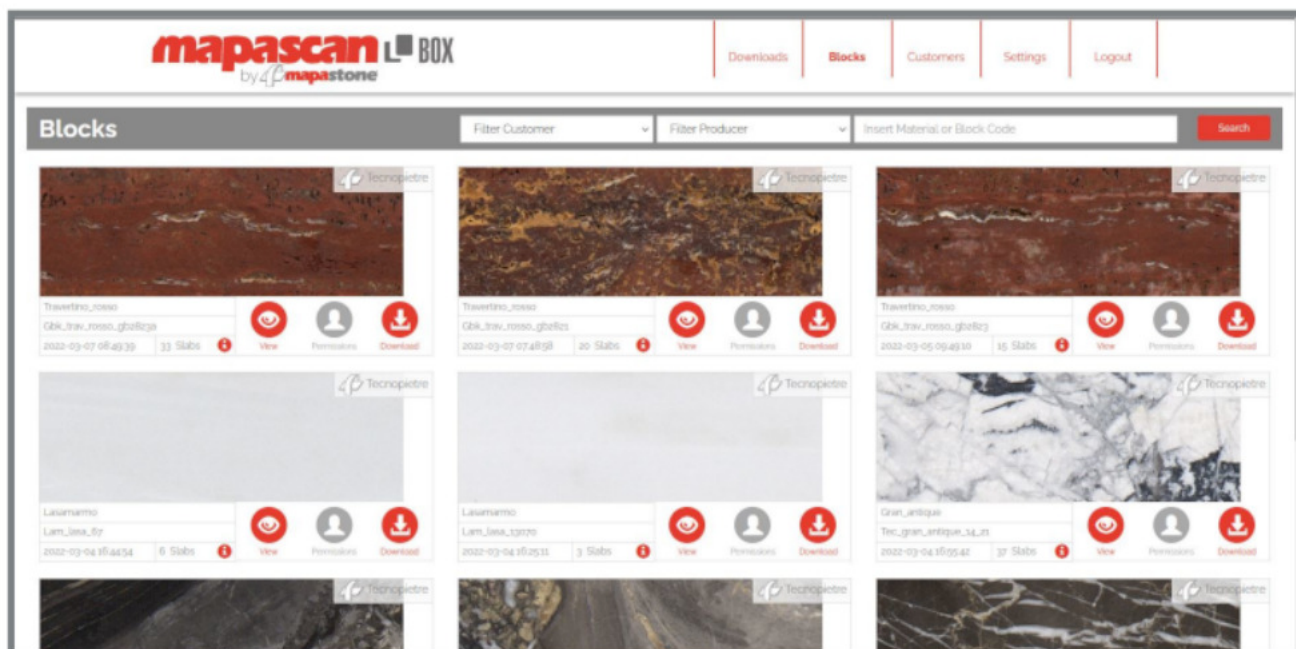 mapascan BOX
by mapastone
Downloads
Blocks
Customers
Settings
Logout
Blocks
Filter Customer
Filter Producer
Insert Material or Block Code
Search
Tecnopietre
Tecnopietre
Tecnopietre
Travertino_rosso
Gbk_trav_rosso_gb2823a
2022-03-07 08:49:39
33 Slabs
View
Permissions
Download
Travertino_rosso
Gbk_trav_rosso_gb2821
2022-03-07 07:48:58
20 Slabs
View
Permissions
Download
Travertino_rosso
Gbk_trav_rosso_gb2823
2022-03-05 09:49:10
15 Slabs
View
Permissions
Download
Tecnopietre
Tecnopietre
Tecnopietre
Lasamarmo
Lam_lasa_67
2022-03-04 16:44:54
6 Slabs
View
Permissions
Download
Lasamarmo
Lam_lasa_13070
2022-03-04 16:25:11
3 Slabs
View
Permissions
Download
Gran_antique
Tec_gran_antique_14_21
2022-03-04 16:55:42
37 Slabs
View
Permissions
Download
Tecnopietre
Tecnopietre
Tecnopietre